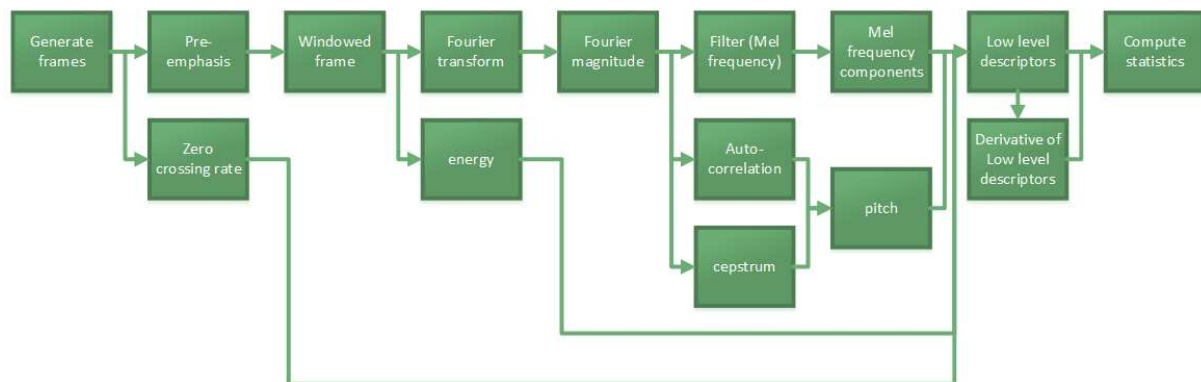 Generate
frames
Pre-
emphasis
Windowed
frame
Fourier
transform
Fourier
magnitude
Filter (Mel
frequency)
Mel
frequency
components
Low level
descriptors
Compute
statistics
Zero
crossing rate
energy
Auto-
correlation
pitch
Derivative of
Low level
descriptors
cepstrum